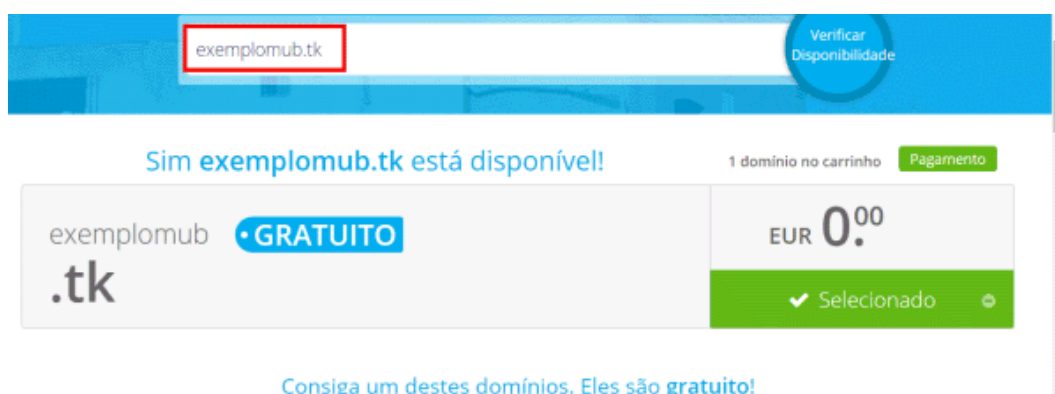 exemplomub.tk
Verificar
Disponibilidade
Sim exemplomub.tk está disponível!
1 domínio no carrinho
Pagamento
exemplomub
GRATUITO
.tk
EUR 0.00
Selecionado
Consiga um destes domínios. Eles são gratuito!